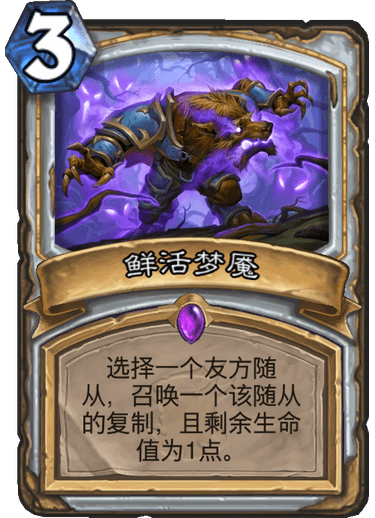 3
鲜活梦魇
选择一个友方随
从，召唤一个该随从
的复制，且剩余生命
值为1点。